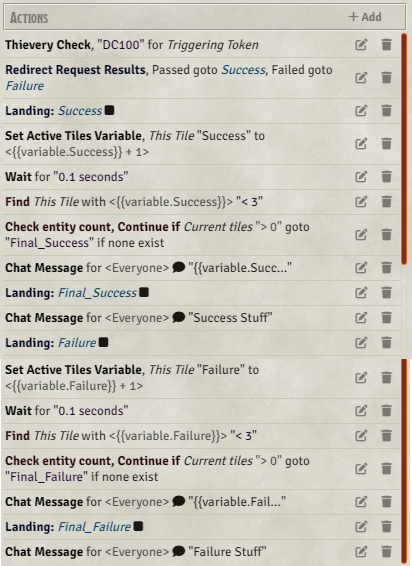 ACTIONS + Add
Thievery Check, "DC100" for Triggering Token
Redirect Request Results, Passed goto Success, Failed goto
Failure
Landing: Success
Set Active Tiles Variable, This Tile "Success" to
<{{variable.Success}} + 1>
Wait for "0.1 seconds"
Find This Tile with <{{variable.Success}}> "< 3"
Check entity count, Continue if Current tiles "> 0" goto
"Final_Success" if none exist
Chat Message for <Everyone> "{{variable.Succ..."
Landing: Final_Success
Chat Message for <Everyone> "Success Stuff"
Landing: Failure
Set Active Tiles Variable, This Tile "Failure" to
<{{variable.Failure}} + 1>
Wait for "0.1 seconds"
Find This Tile with <{{variable.Failure}}> "< 3"
Check entity count, Continue if Current tiles "> 0" goto
"Final_Failure" if none exist
Chat Message for <Everyone> "{{variable.Fail..."
Landing: Final_Failure
Chat Message for <Everyone> "Failure Stuff"